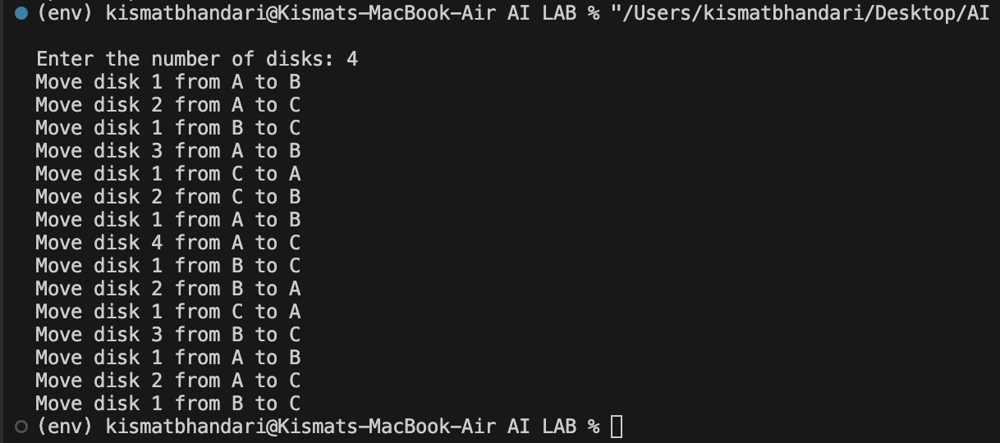 (env) kismatbhandari@Kismats-MacBook-Air AI LAB % "/Users/kismatbhandari/Desktop/AI
Enter the number of disks: 4
Move disk 1 from A to B
Move disk 2 from A to C
Move disk 1 from B to C
Move disk 3 from A to B
Move disk 1 from C to A
Move disk 2 from C to B
Move disk 1 from A to B
Move disk 4 from A to C
Move disk 1 from B to C
Move disk 2 from B to A
Move disk 1 from C to A
Move disk 3 from B to C
Move disk 1 from A to B
Move disk 2 from A to C
Move disk 1 from B to C
(env) kismatbhandari@Kismats-MacBook-Air AI LAB %